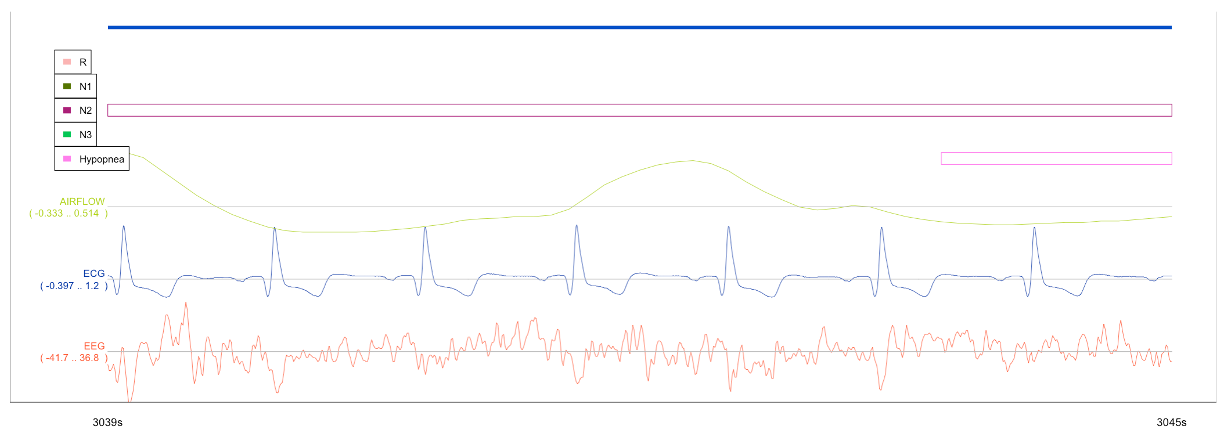 R
N1
N2
N3
Hypopnea
AIRFLOW
( -0.333 .. 0.514 )
ECG
( -0.397 .. 1.2 )
EEG
( -41.7 .. 36.8 )
3039s
3045s